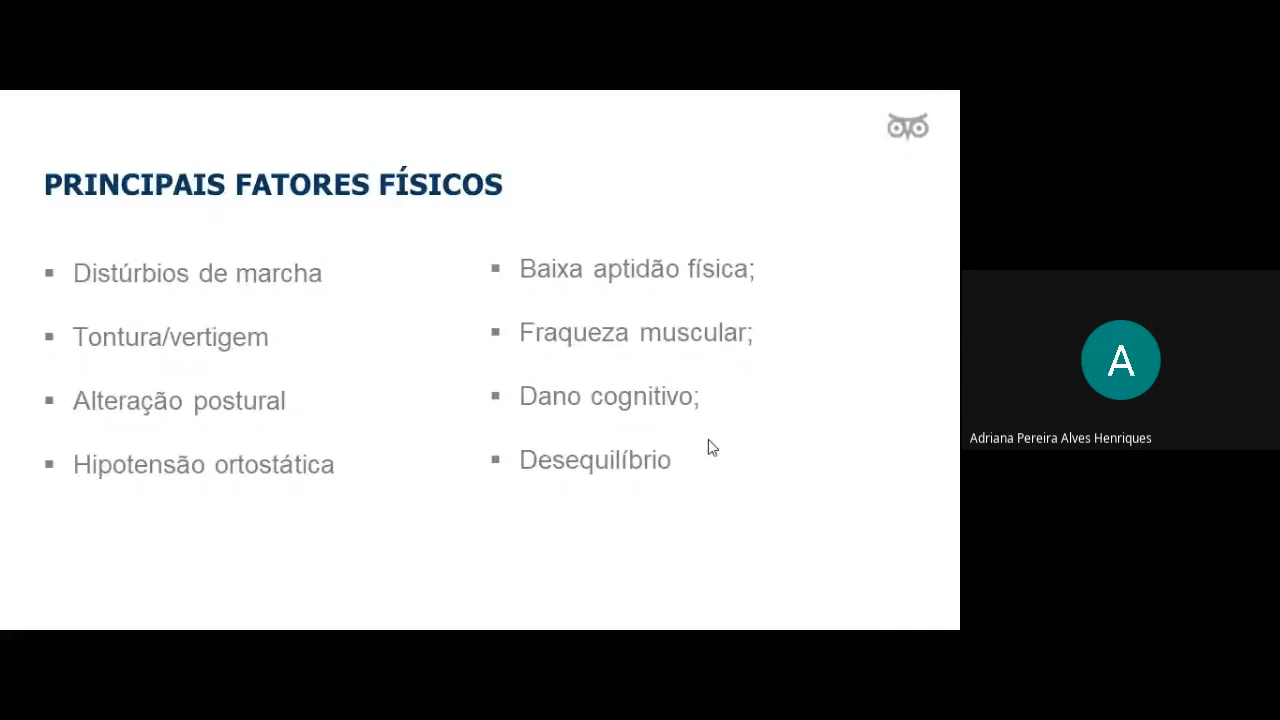 PRINCIPAIS FATORES FÍSICOS
▪ Distúrbios de marcha
▪ Tontura/vertigem
▪ Alteração postural
▪ Hipotensão ortostática
▪ Baixa aptidão física;
▪ Fraqueza muscular;
▪ Dano cognitivo;
▪ Desequilíbrio
A
Adriana Pereira Alves Henriques